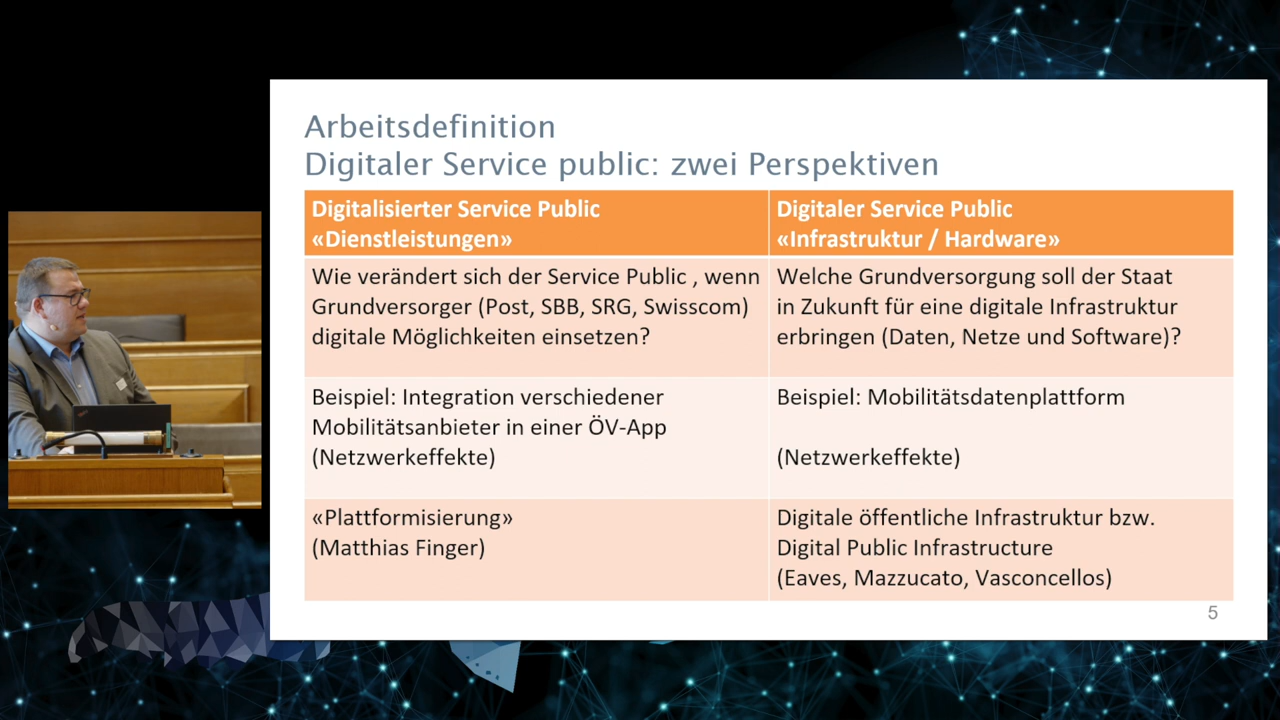 Arbeitsdefinition
Digitaler Service public: zwei Perspektiven
Digitalisierter Service Public
«Dienstleistungen»
Digitaler Service Public
«Infrastruktur / Hardware»
Wie verändert sich der Service Public , wenn
Grundversorger (Post, SBB, SRG, Swisscom)
digitale Möglichkeiten einsetzen?
Welche Grundversorgung soll der Staat
in Zukunft für eine digitale Infrastruktur
erbringen (Daten, Netze und Software)?
Beispiel: Integration verschiedener
Mobilitätsanbieter in einer ÖV-App
(Netzwerkeffekte)
Beispiel: Mobilitätsdatenplattform
(Netzwerkeffekte)
«Plattformisierung»
(Matthias Finger)
Digitale öffentliche Infrastruktur bzw.
Digital Public Infrastructure
(Eaves, Mazzucato, Vasconcellos)
5